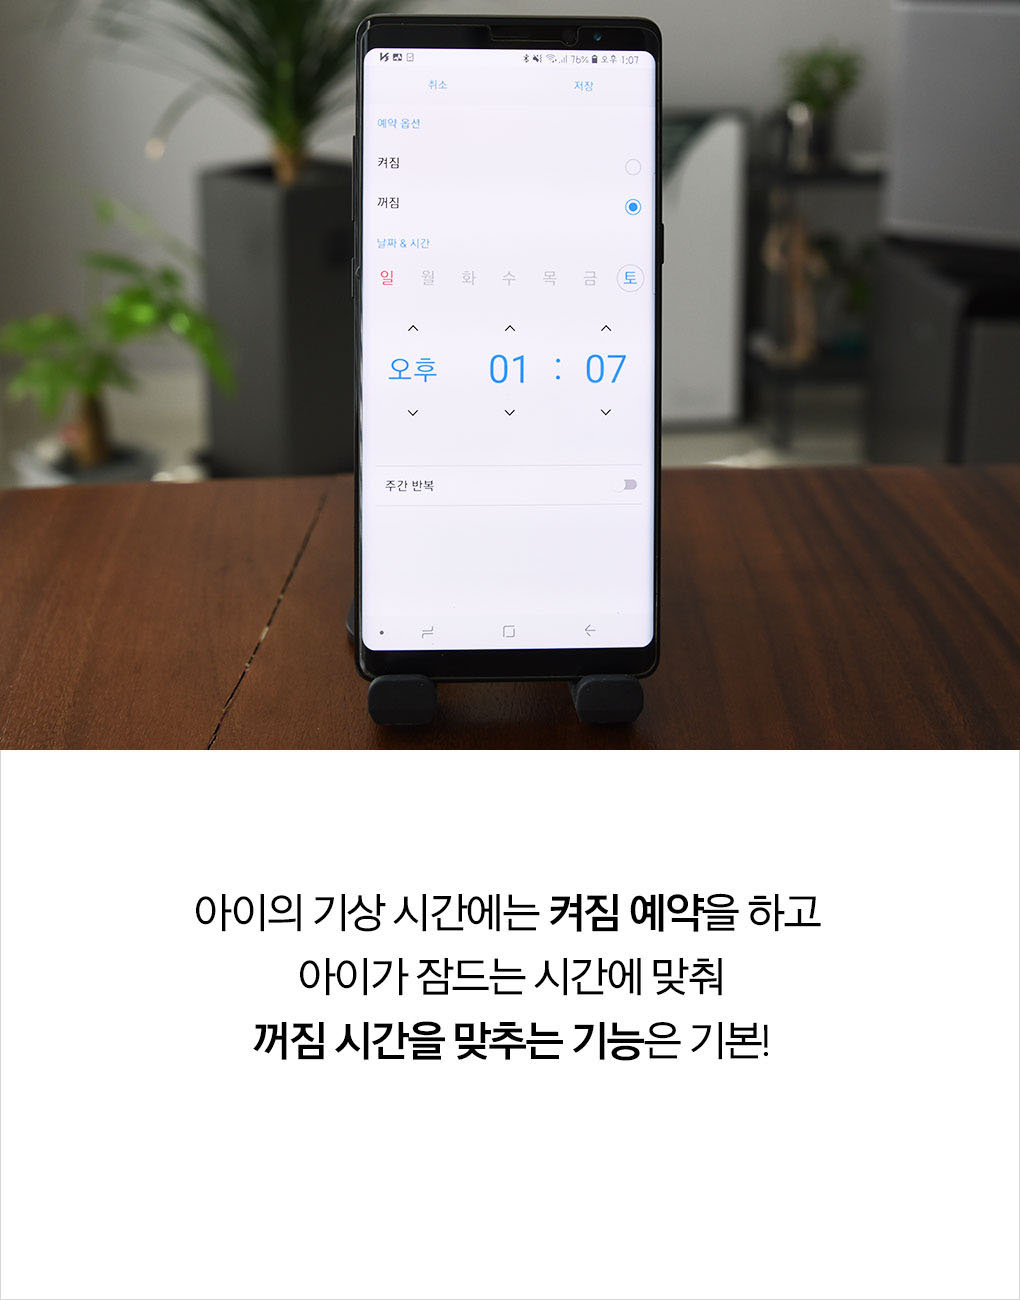 76% 오후 1:07
취소 저장
예약 옵션
켜짐
꺼짐
날짜 & 시간
일 월 화 수 목 금 토
오후 01 : 07
주간 반복
아이의 기상 시간에는 켜짐 예약을 하고
아이가 잠드는 시간에 맞춰
꺼짐 시간을 맞추는 기능은 기본!